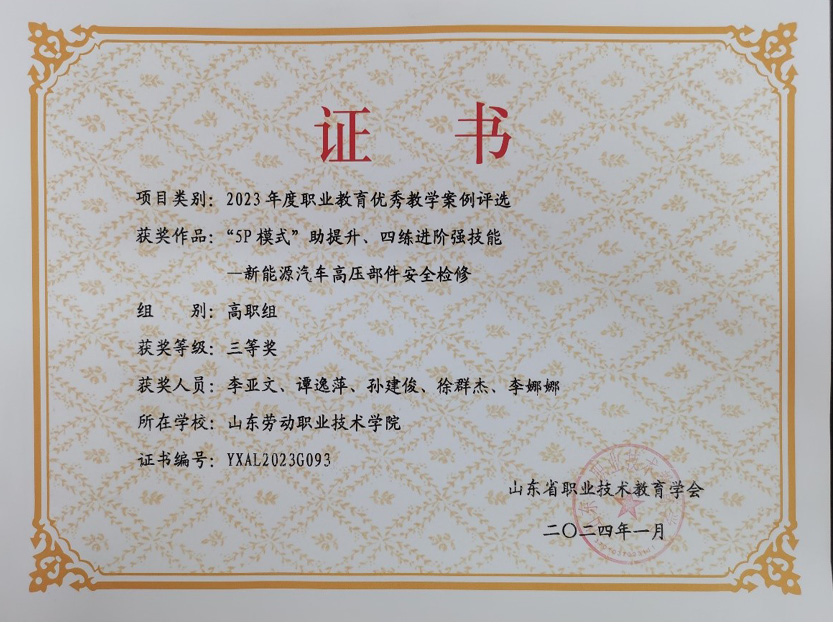 证 书
项目类别：2023年度职业教育优秀教学案例评选
获奖作品：“5P模式”助提升、四练进阶强技能
—新能源汽车高压部件安全检修
组 别：高职组
获奖等级：三等奖
获奖人员：李亚文、谭逸萍、孙建俊、徐群杰、李娜娜
所在学校：山东劳动职业技术学院
证书编号：YXAL2023G093
山东省职业技术教育学会
二〇二四年一月